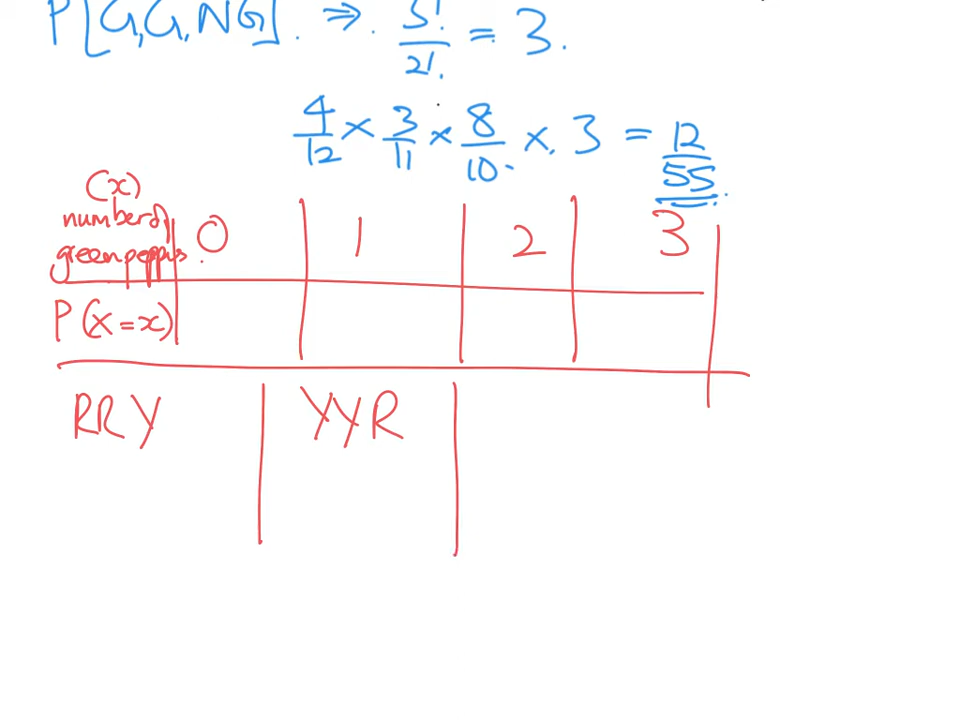 P[G,G,NG]. ⇒. 3!/2!. = 3.
4/12 × 3/11 × 8/10. ×. 3 = 12/55.
(x)
number of
green peppers. 0 1 2 3
P(X=x)
RRY YYR